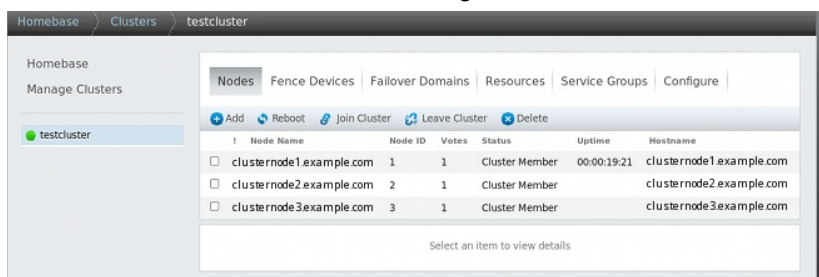 Homebase Clusters testcluster
Homebase
Manage Clusters
testcluster
Nodes Fence Devices Failover Domains Resources Service Groups Configure
Add Reboot Join Cluster Leave Cluster Delete
! Node Name Node ID Votes Status Uptime Hostname
clusternode1.example.com 1 1 Cluster Member 00:00:19:21 clusternode1.example.com
clusternode2.example.com 2 1 Cluster Member clusternode2.example.com
clusternode3.example.com 3 1 Cluster Member clusternode3.example.com
Select an item to view details